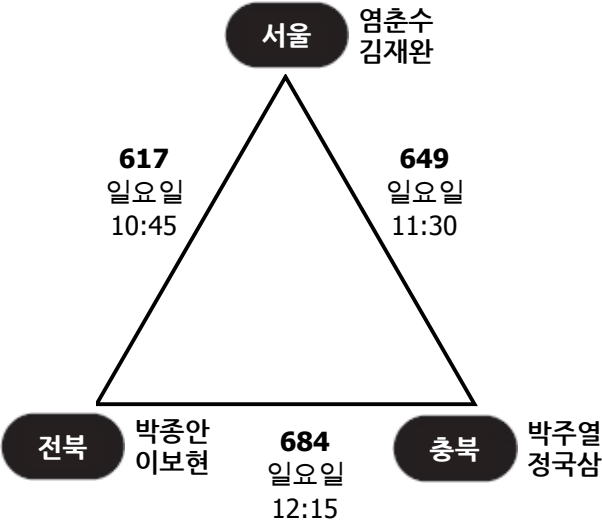 서울
염춘수
김재완
617
일요일
10:45
649
일요일
11:30
전북
박종안
이보현
684
일요일
12:15
충북
박주열
정국삼